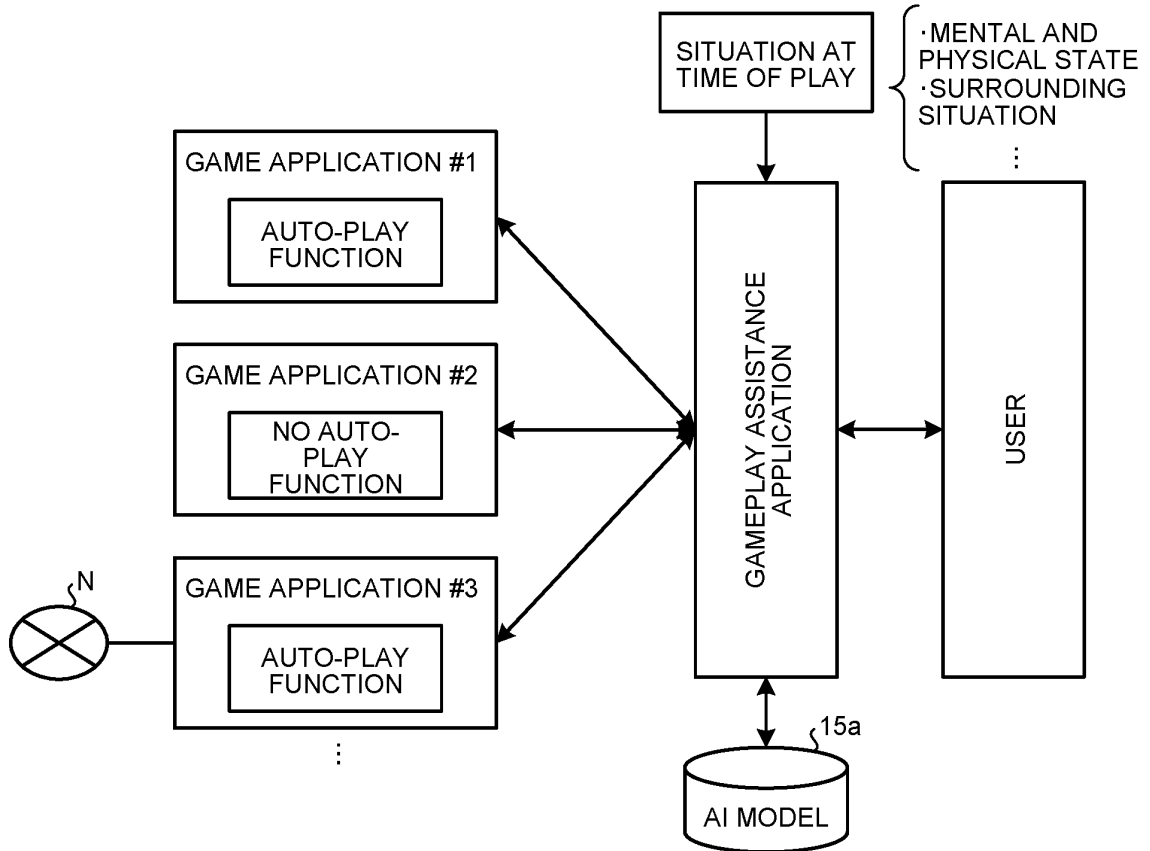 SITUATION AT
TIME OF PLAY
·MENTAL AND
PHYSICAL STATE
·SURROUNDING
SITUATION
⋮
GAME APPLICATION #1
AUTO-PLAY
FUNCTION
GAME APPLICATION #2
NO AUTO-
PLAY
FUNCTION
GAME APPLICATION #3
AUTO-PLAY
FUNCTION
⋮
N
GAMEPLAY ASSISTANCE
APPLICATION
USER
15a
AI MODEL